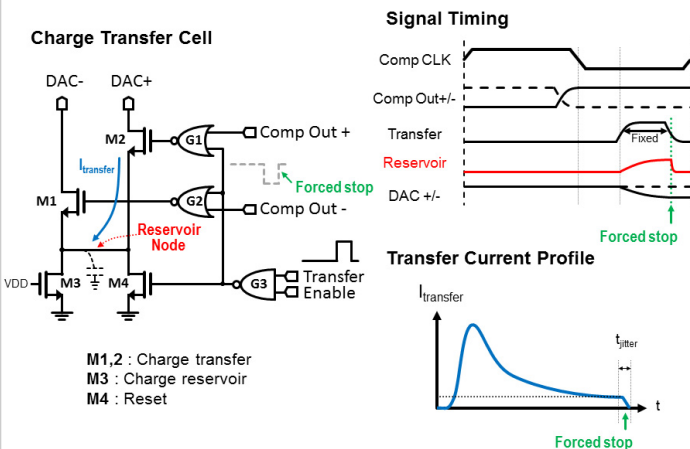 Charge Transfer Cell
DAC-
DAC+
M2
G1
Comp Out +
Itransfer
Forced stop
M1
G2
Comp Out -
Reservoir
Node
VDD
M3
M4
G3
Transfer
Enable
M1,2 : Charge transfer
M3 : Charge reservoir
M4 : Reset
Signal Timing
Comp CLK
Comp Out+/-
Transfer
Fixed
Reservoir
DAC +/-
Forced stop
Transfer Current Profile
Itransfer
tjitter
t
Forced stop